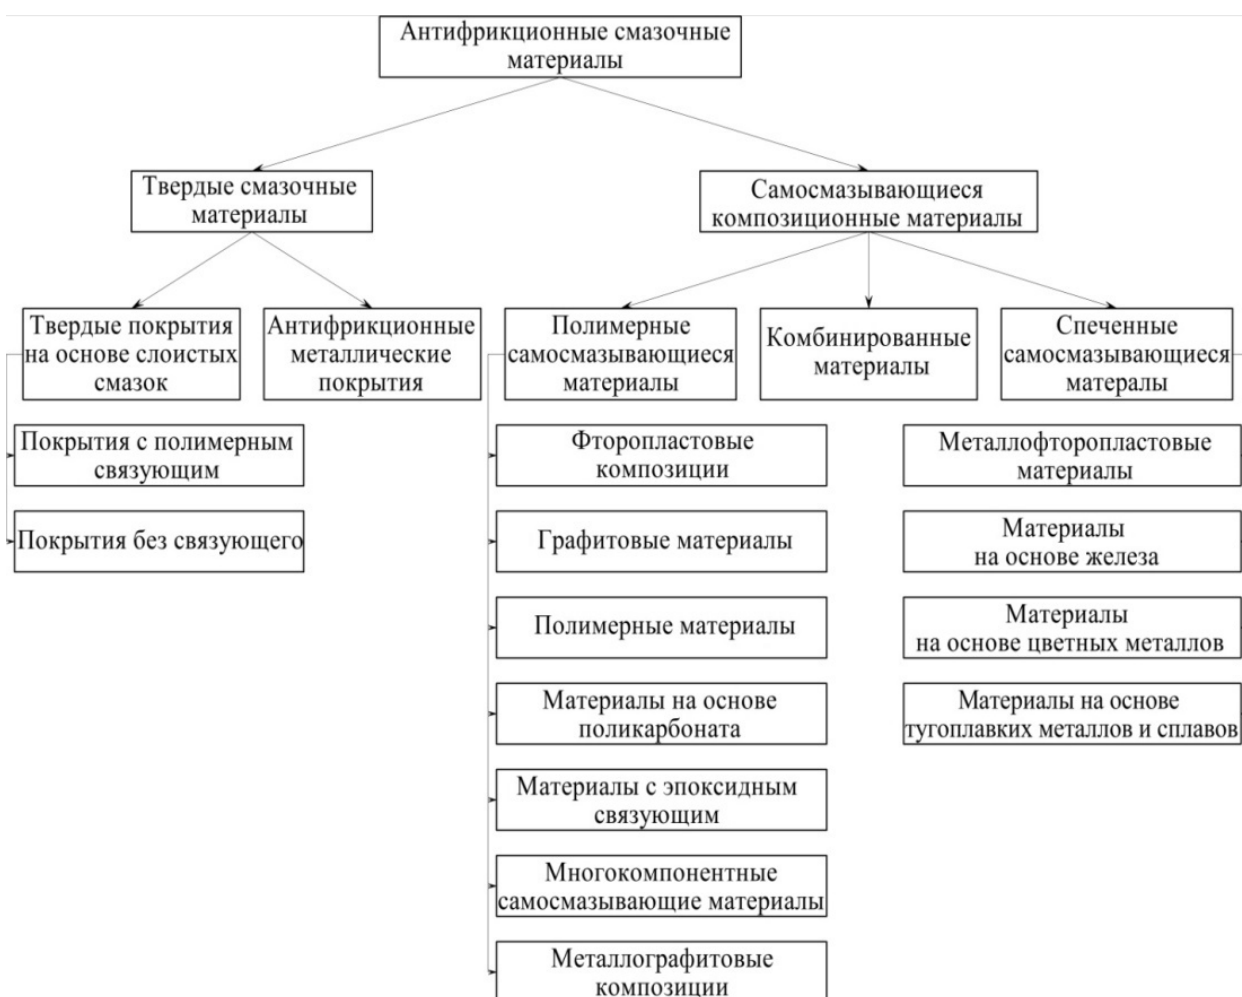 Антифрикционные смазочные
материалы
Твердые смазочные
материалы
Самосмазывающиеся
композиционные материалы
Твердые покрытия
на основе слоистых
смазок
Антифрикционные
металлические
покрытия
Полимерные
самосмазывающиеся
материалы
Комбинированные
материалы
Спеченные
самосмазывающиеся
матералы
Покрытия с полимерным
связующим
Покрытия без связующего
Фторопластовые
композиции
Графитовые материалы
Полимерные материалы
Материалы на основе
поликарбоната
Материалы с эпоксидным
связующим
Многокомпонентные
самосмазывающие материалы
Металлографитовые
композиции
Металлофторопластовые
материалы
Материалы
на основе железа
Материалы
на основе цветных металлов
Материалы на основе
тугоплавких металлов и сплавов